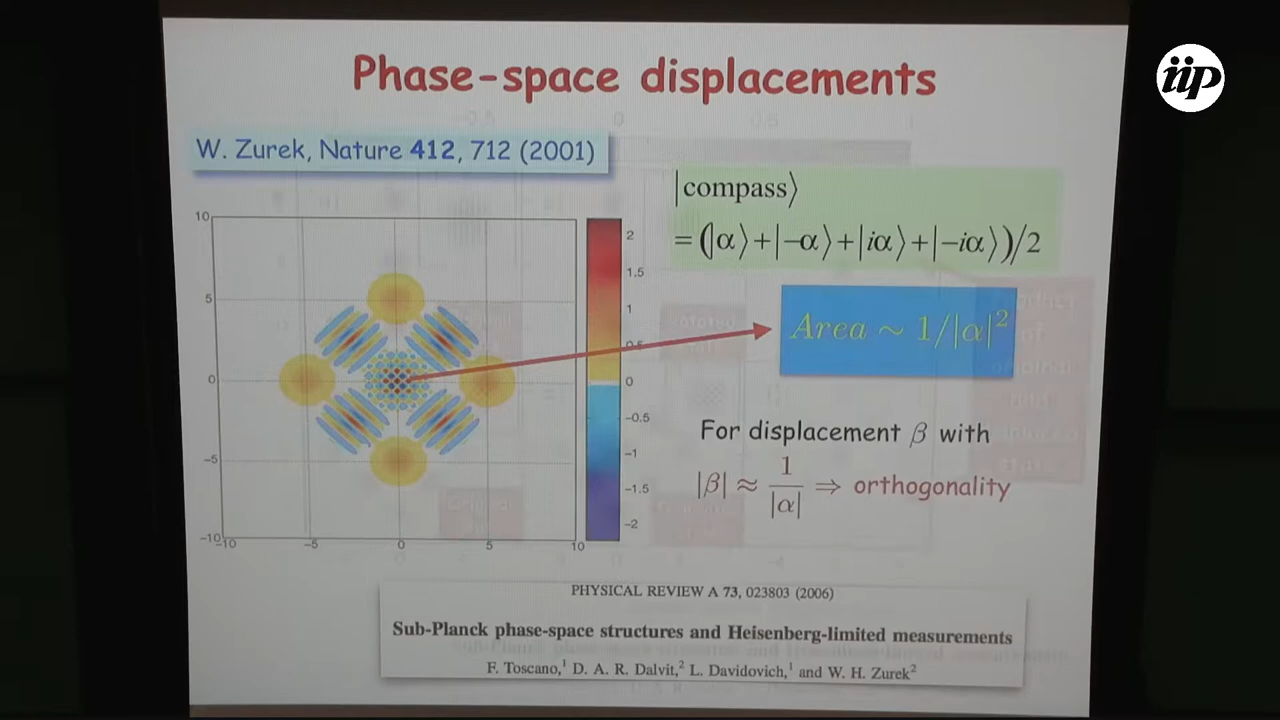 iip
Phase-space displacements
W. Zurek, Nature 412, 712 (2001)
|compass⟩
= (|α⟩+|−α⟩+|iα⟩+|−iα⟩)/2
10
5
0
−5
−10
−10
−5
0
5
10
2
1.5
1
0.5
0
−0.5
−1
−1.5
−2
Area ∼ 1/|α|²
For displacement β with
|β| ≈ 1/|α| ⇒ orthogonality
PHYSICAL REVIEW A 73, 023803 (2006)
Sub-Planck phase-space structures and Heisenberg-limited measurements
F. Toscano,¹ D. A. R. Dalvit,² L. Davidovich,¹ and W. H. Zurek²